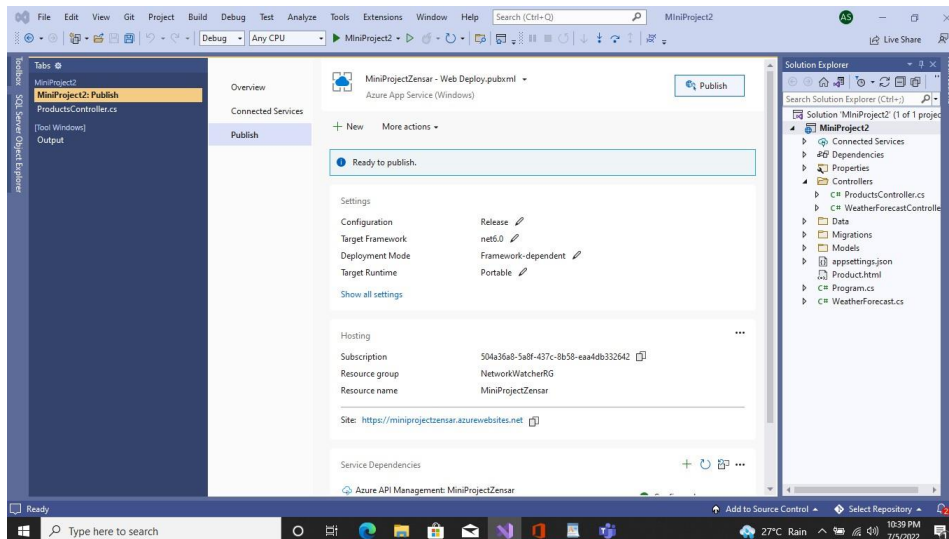 File Edit View Git Project Build Debug Test Analyze Tools Extensions Window Help Search (Ctrl+Q) MIniProject2 AS
Debug Any CPU MIniProject2 Live Share
Toolbox
SQL Server Object Explorer
Tabs
MiniProject2
MiniProject2: Publish
ProductsController.cs
[Tool Windows]
Output
Overview
Connected Services
Publish
MiniProjectZensar - Web Deploy.pubxml
Azure App Service (Windows)
Publish
New More actions
Ready to publish.
Settings
Configuration Release
Target Framework net6.0
Deployment Mode Framework-dependent
Target Runtime Portable
Show all settings
Hosting
Subscription 504a36a8-5a8f-437c-8b58-eaa4db332642
Resource group NetworkWatcherRG
Resource name MiniProjectZensar
Site: https://miniprojectzensar.azurewebsites.net
Service Dependencies
Azure API Management: MiniProjectZensar
Solution Explorer
Search Solution Explorer (Ctrl+;)
Solution 'MIniProject2' (1 of 1 projec
MiniProject2
Connected Services
Dependencies
Properties
Controllers
C# ProductsController.cs
C# WeatherForecastControlle
Data
Migrations
Models
appsettings.json
Product.html
C# Program.cs
C# WeatherForecast.cs
Ready Add to Source Control Select Repository 2
Type here to search 27°C Rain 10:39 PM
7/5/2022